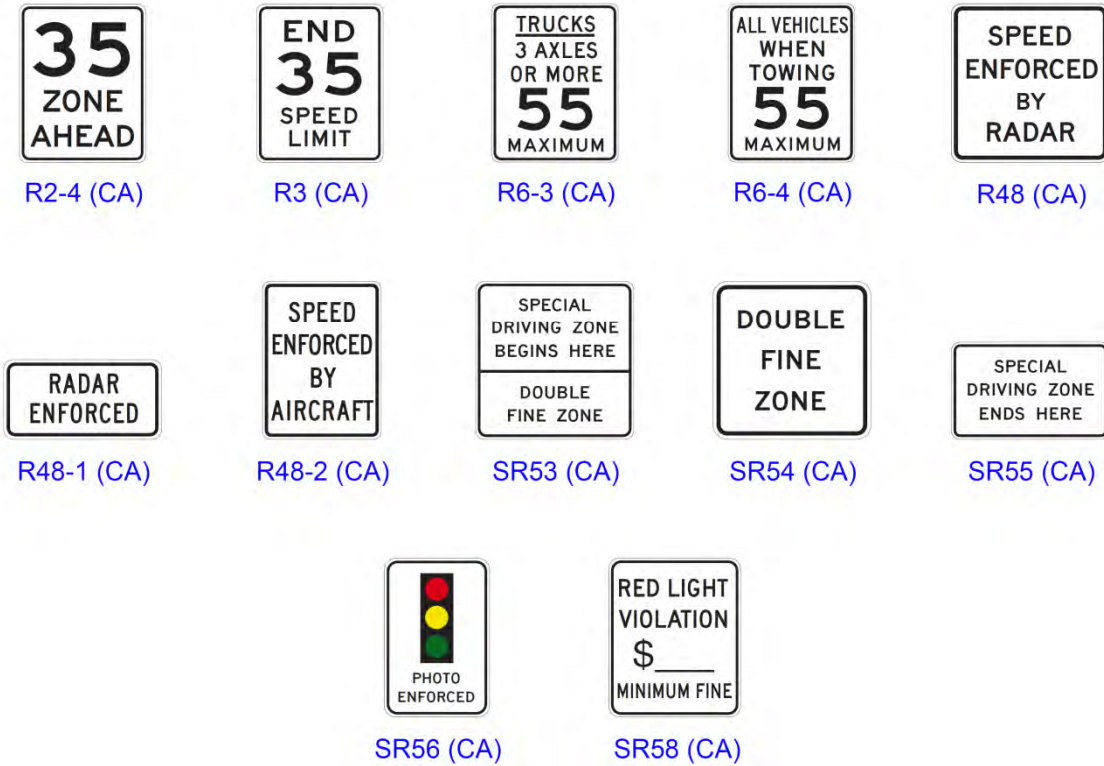 35
ZONE
AHEAD
R2-4 (CA)
END
35
SPEED
LIMIT
R3 (CA)
TRUCKS
3 AXLES
OR MORE
55
MAXIMUM
R6-3 (CA)
ALL VEHICLES
WHEN
TOWING
55
MAXIMUM
R6-4 (CA)
SPEED
ENFORCED
BY
RADAR
R48 (CA)
RADAR
ENFORCED
R48-1 (CA)
SPEED
ENFORCED
BY
AIRCRAFT
R48-2 (CA)
SPECIAL
DRIVING ZONE
BEGINS HERE
DOUBLE
FINE ZONE
SR53 (CA)
DOUBLE
FINE
ZONE
SR54 (CA)
SPECIAL
DRIVING ZONE
ENDS HERE
SR55 (CA)
PHOTO
ENFORCED
SR56 (CA)
RED LIGHT
VIOLATION
$___
MINIMUM FINE
SR58 (CA)